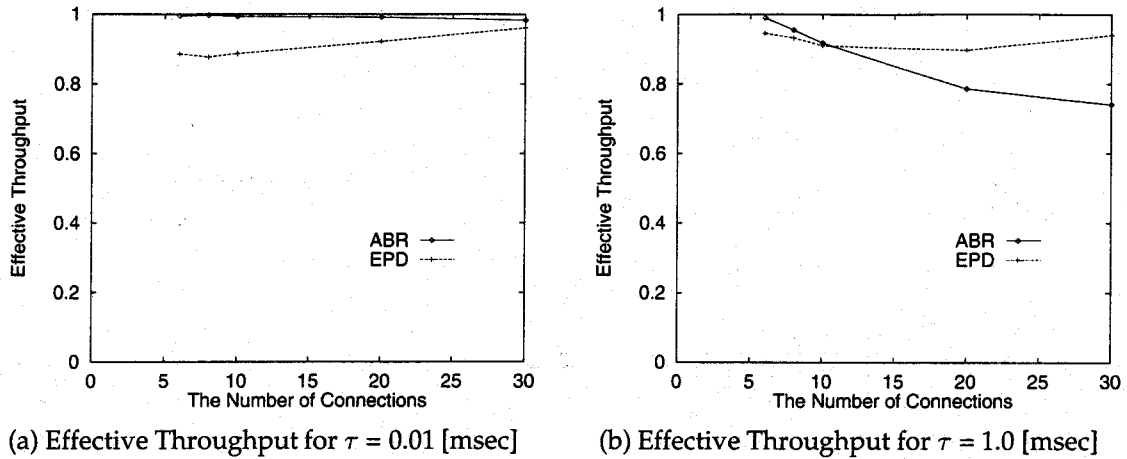 1
0.8
0.6
0.4
0.2
0
Effective Throughput
ABR
EPD
0 5 10 15 20 25 30
The Number of Connections
(a) Effective Throughput for τ = 0.01 [msec]
1
0.8
0.6
0.4
0.2
0
Effective Throughput
ABR
EPD
0 5 10 15 20 25 30
The Number of Connections
(b) Effective Throughput for τ = 1.0 [msec]